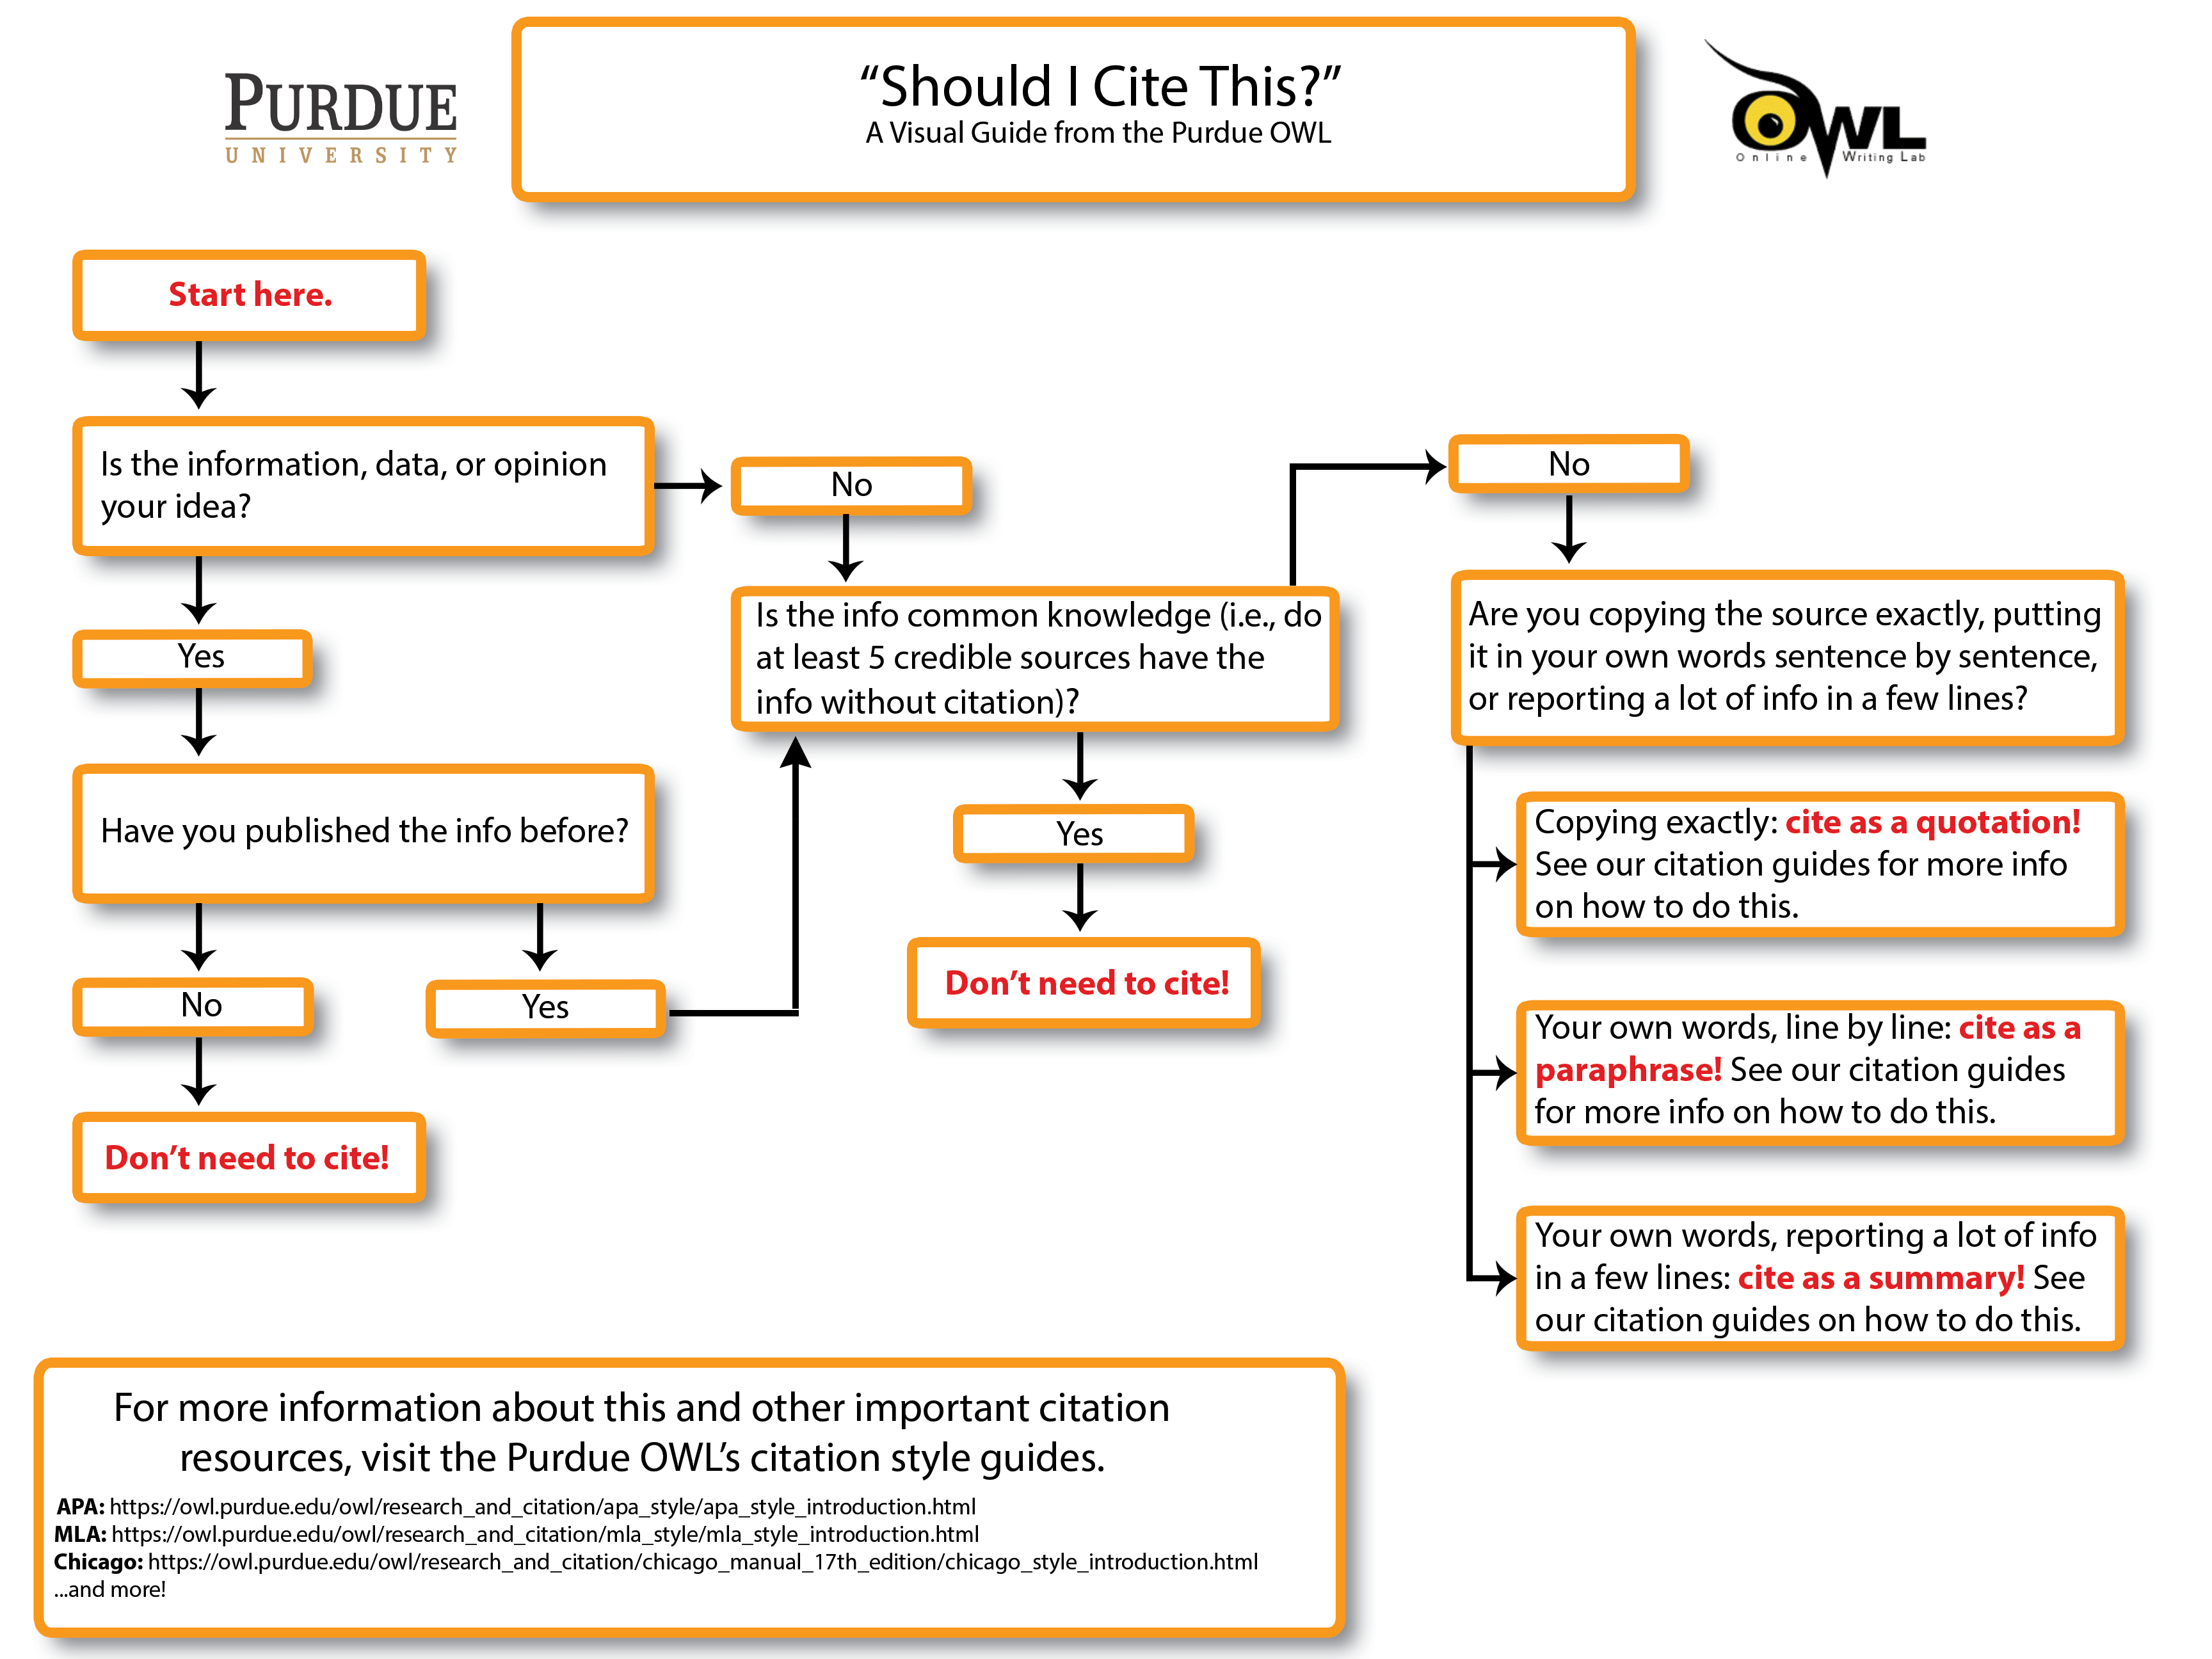 PURDUE
UNIVERSITY
“Should I Cite This?”
A Visual Guide from the Purdue OWL
OWL
Online Writing Lab
Start here.
Is the information, data, or opinion
your idea?
No
Yes
Have you published the info before?
No
Yes
Don’t need to cite!
Is the info common knowledge (i.e., do
at least 5 credible sources have the
info without citation)?
Yes
Don’t need to cite!
No
Are you copying the source exactly, putting
it in your own words sentence by sentence,
or reporting a lot of info in a few lines?
Copying exactly: cite as a quotation!
See our citation guides for more info
on how to do this.
Your own words, line by line: cite as a
paraphrase! See our citation guides
for more info on how to do this.
Your own words, reporting a lot of info
in a few lines: cite as a summary! See
our citation guides on how to do this.
For more information about this and other important citation
resources, visit the Purdue OWL’s citation style guides.
APA: https://owl.purdue.edu/owl/research_and_citation/apa_style/apa_style_introduction.html
MLA: https://owl.purdue.edu/owl/research_and_citation/mla_style/mla_style_introduction.html
Chicago: https://owl.purdue.edu/owl/research_and_citation/chicago_manual_17th_edition/chicago_style_introduction.html
...and more!